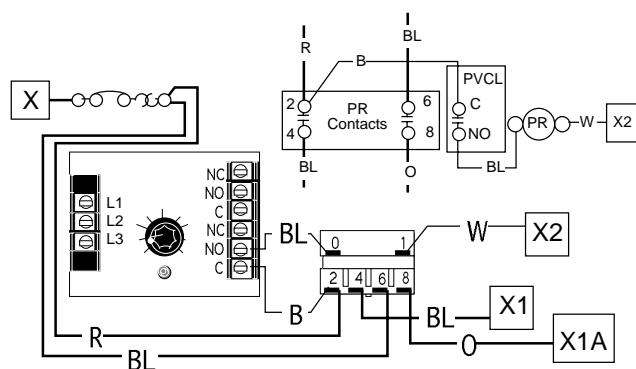 R
BL
B
PVCL
X
2
PR
Contacts
6
C
4
8
NO
PR
W
X2
BL
O
BL
NC
NO
L1
C
L2
NC
L3
NO
C
BL
0
1
W
X2
2
4
6
8
B
X1
R
BL
BL
O
X1A